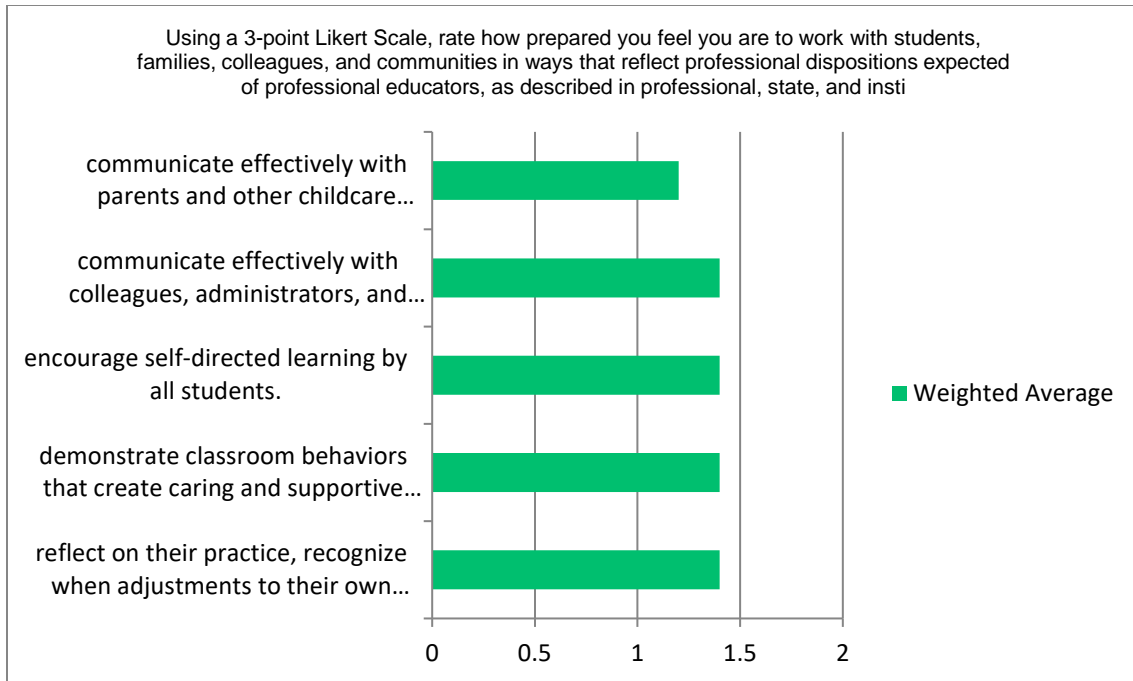 Using a 3-point Likert Scale, rate how prepared you feel you are to work with students,
families, colleagues, and communities in ways that reflect professional dispositions expected
of professional educators, as described in professional, state, and insti
communicate effectively with
parents and other childcare…
communicate effectively with
colleagues, administrators, and…
encourage self-directed learning by
all students.
demonstrate classroom behaviors
that create caring and supportive…
reflect on their practice, recognize
when adjustments to their own…
0 0.5 1 1.5 2
Weighted Average